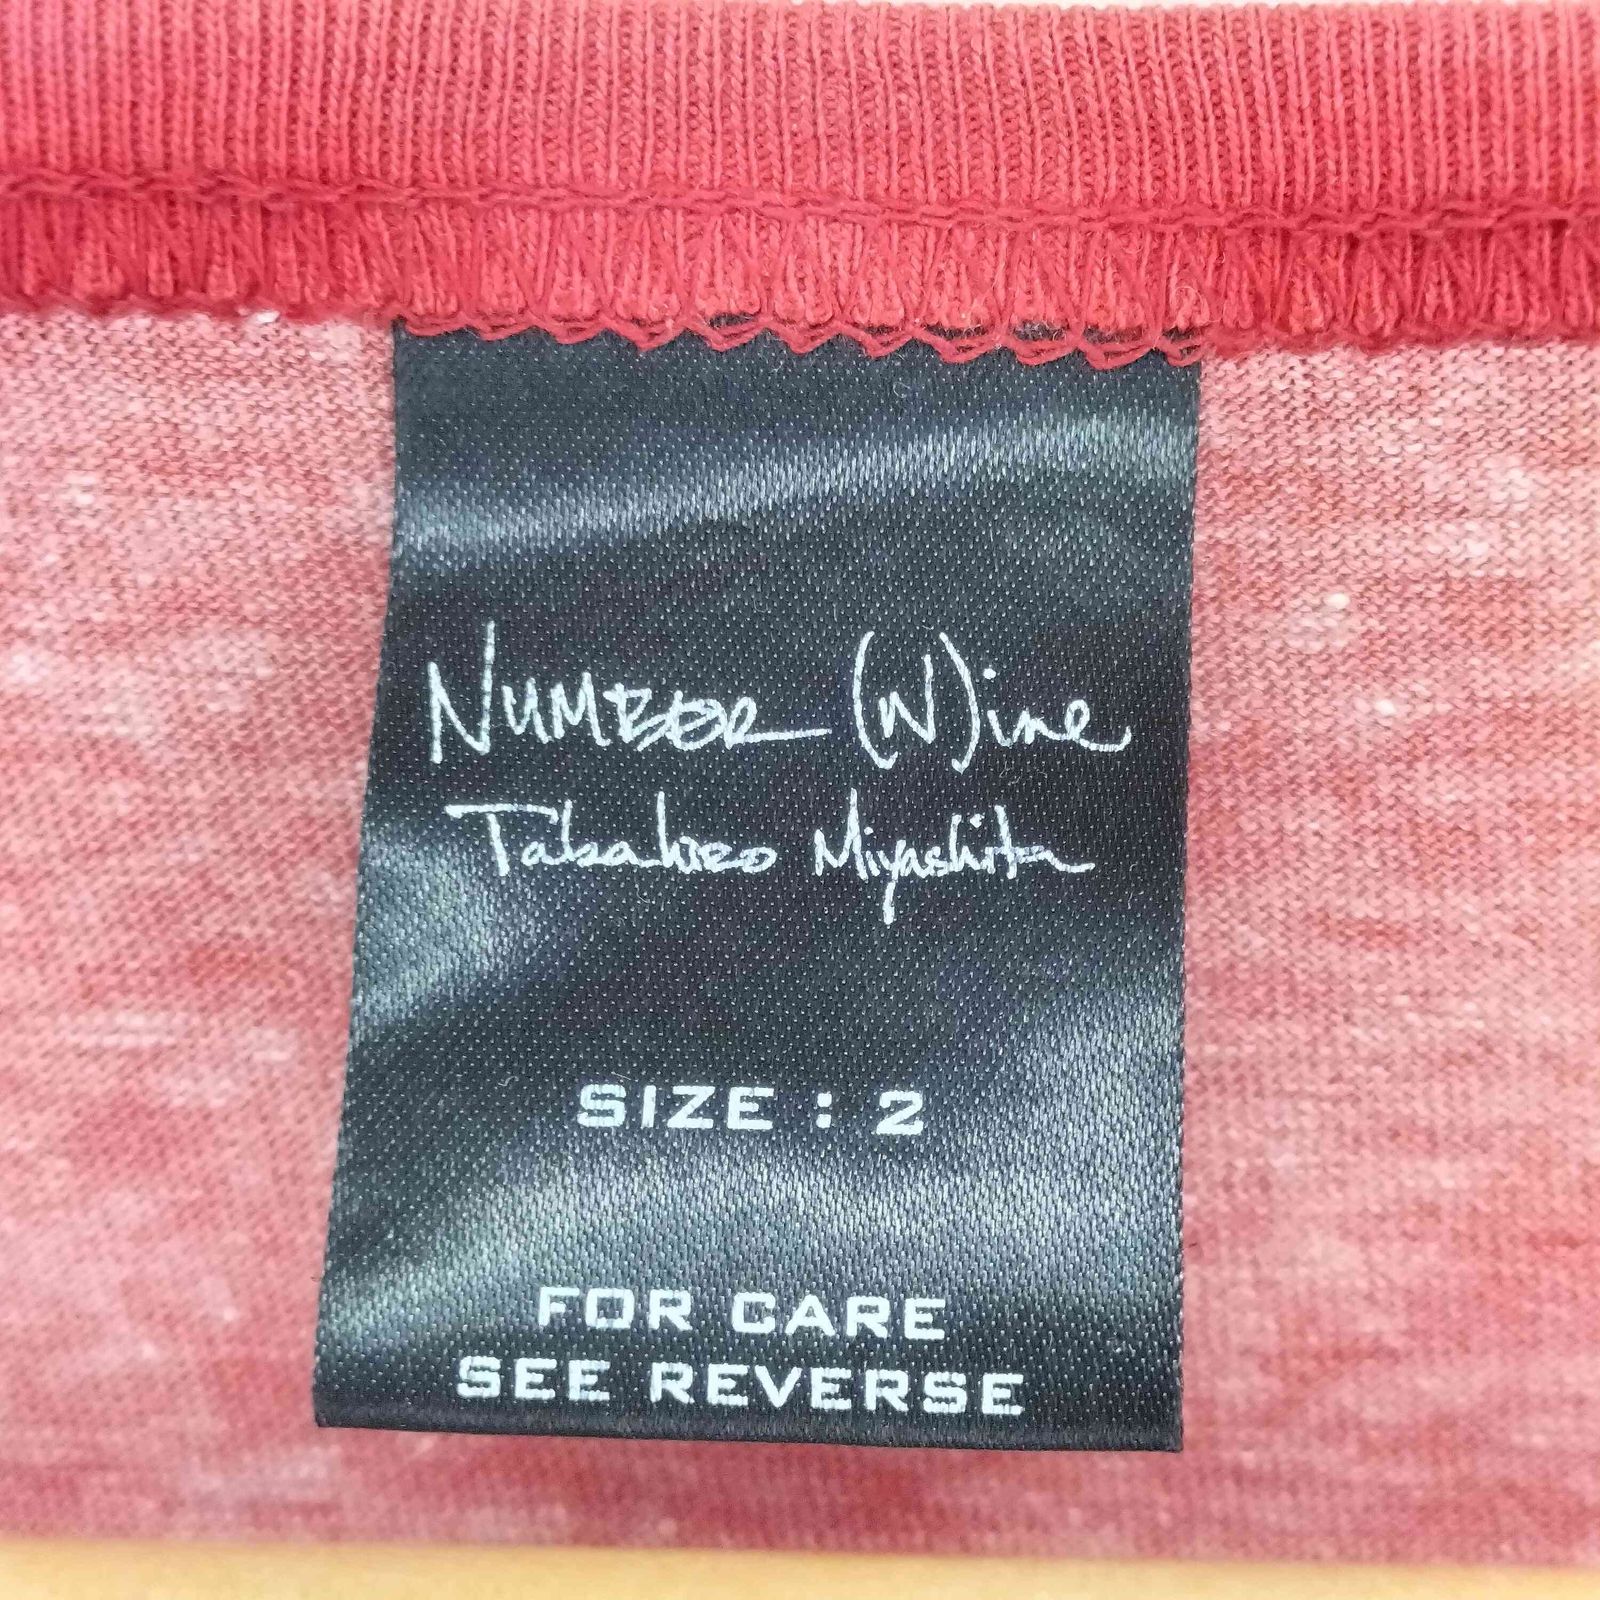 NUMBER (N)ine
Takahiro Miyashita
SIZE : 2
FOR CARE
SEE REVERSE